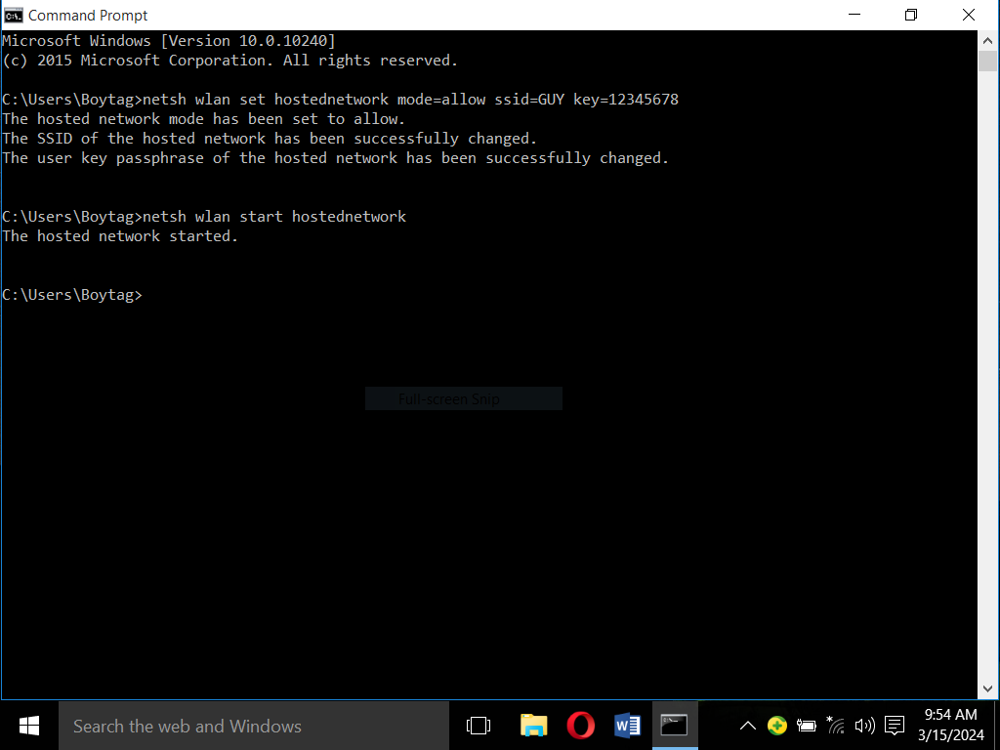 Command Prompt
Microsoft Windows [Version 10.0.10240]
(c) 2015 Microsoft Corporation. All rights reserved.
C:\Users\Boytag>netsh wlan set hostednetwork mode=allow ssid=GUY key=12345678
The hosted network mode has been set to allow.
The SSID of the hosted network has been successfully changed.
The user key passphrase of the hosted network has been successfully changed.
C:\Users\Boytag>netsh wlan start hostednetwork
The hosted network started.
C:\Users\Boytag>
Full-screen Snip
Search the web and Windows
9:54 AM
3/15/2024